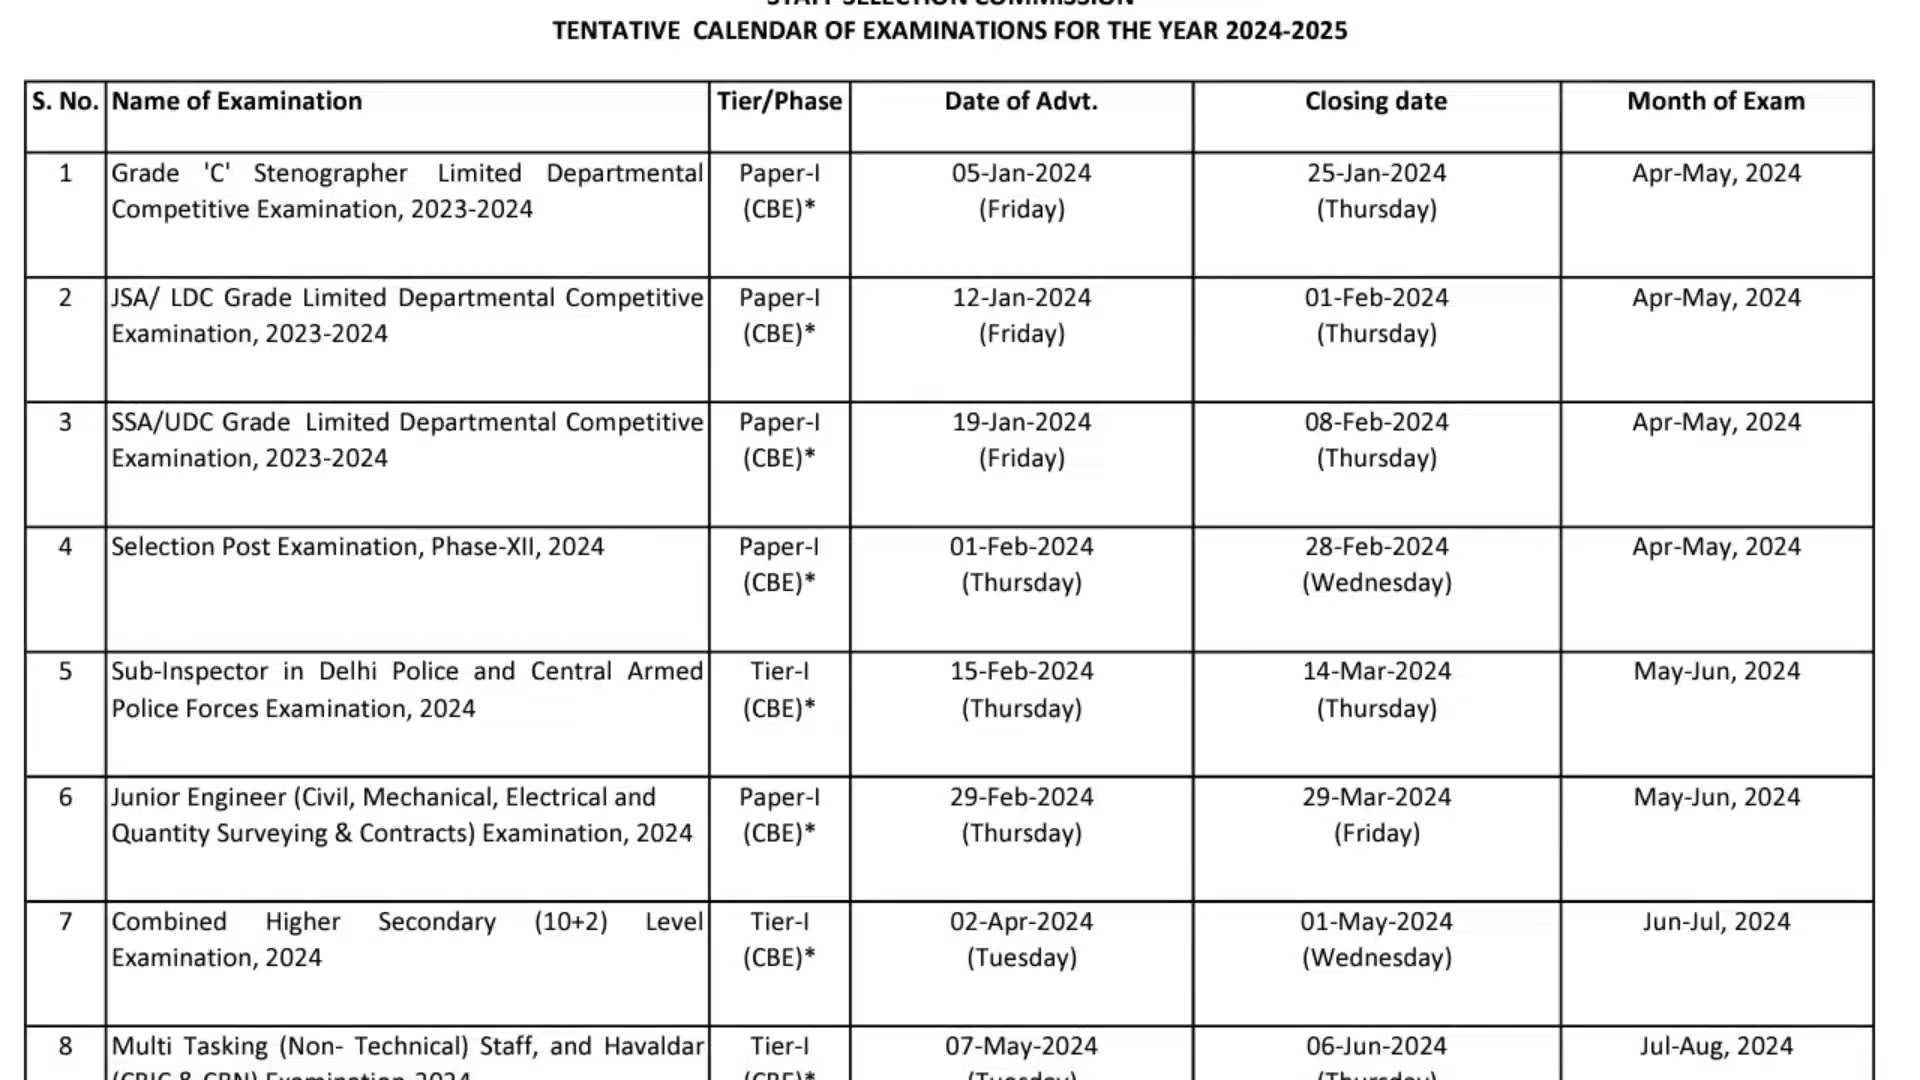 STAFF SELECTION COMMISSION
TENTATIVE CALENDAR OF EXAMINATIONS FOR THE YEAR 2024-2025
S. No. Name of Examination Tier/Phase Date of Advt. Closing date Month of Exam
1 Grade 'C' Stenographer Limited Departmental Paper-I 05-Jan-2024 25-Jan-2024 Apr-May, 2024
Competitive Examination, 2023-2024 (CBE)* (Friday) (Thursday)
2 JSA/ LDC Grade Limited Departmental Competitive Paper-I 12-Jan-2024 01-Feb-2024 Apr-May, 2024
Examination, 2023-2024 (CBE)* (Friday) (Thursday)
3 SSA/UDC Grade Limited Departmental Competitive Paper-I 19-Jan-2024 08-Feb-2024 Apr-May, 2024
Examination, 2023-2024 (CBE)* (Friday) (Thursday)
4 Selection Post Examination, Phase-XII, 2024 Paper-I 01-Feb-2024 28-Feb-2024 Apr-May, 2024
(CBE)* (Thursday) (Wednesday)
5 Sub-Inspector in Delhi Police and Central Armed Tier-I 15-Feb-2024 14-Mar-2024 May-Jun, 2024
Police Forces Examination, 2024 (CBE)* (Thursday) (Thursday)
6 Junior Engineer (Civil, Mechanical, Electrical and Paper-I 29-Feb-2024 29-Mar-2024 May-Jun, 2024
Quantity Surveying & Contracts) Examination, 2024 (CBE)* (Thursday) (Friday)
7 Combined Higher Secondary (10+2) Level Tier-I 02-Apr-2024 01-May-2024 Jun-Jul, 2024
Examination, 2024 (CBE)* (Tuesday) (Wednesday)
8 Multi Tasking (Non- Technical) Staff, and Havaldar Tier-I 07-May-2024 06-Jun-2024 Jul-Aug, 2024
(CBIC & CBN) Examination, 2024 (CBE)* (Tuesday) (Thursday)